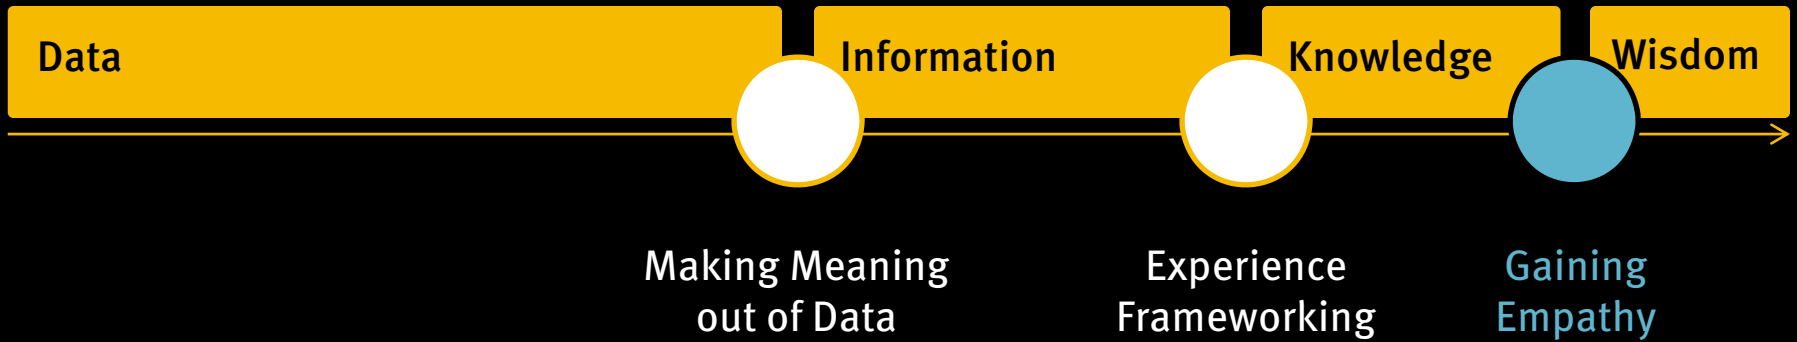 Data
Information
Knowledge
Wisdom
Making Meaning
out of Data
Experience
Frameworking
Gaining
Empathy